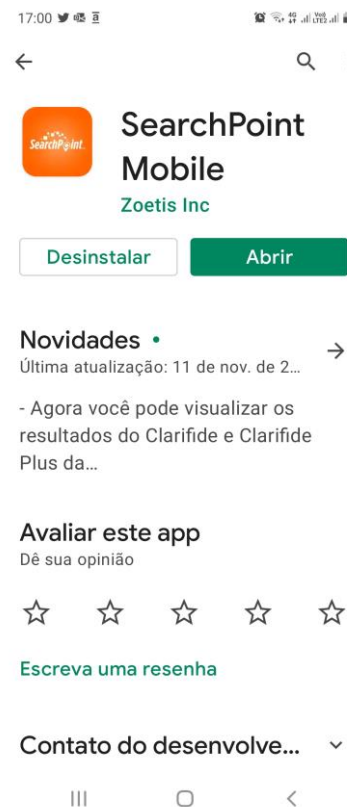 17:00
SearchPoint.
SearchPoint
Mobile
Zoetis Inc
Desinstalar
Abrir
Novidades •
Última atualização: 11 de nov. de 2...
- Agora você pode visualizar os
resultados do Clarifide e Clarifide
Plus da...
Avaliar este app
Dê sua opinião
Escreva uma resenha
Contato do desenvolve...